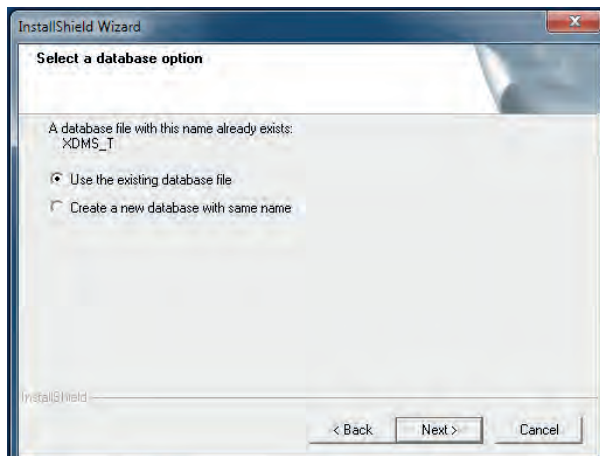 InstallShield Wizard
Select a database option
A database file with this name already exists:
XDMS_T
Use the existing database file
Create a new database with same name
InstallShield
< Back Next > Cancel